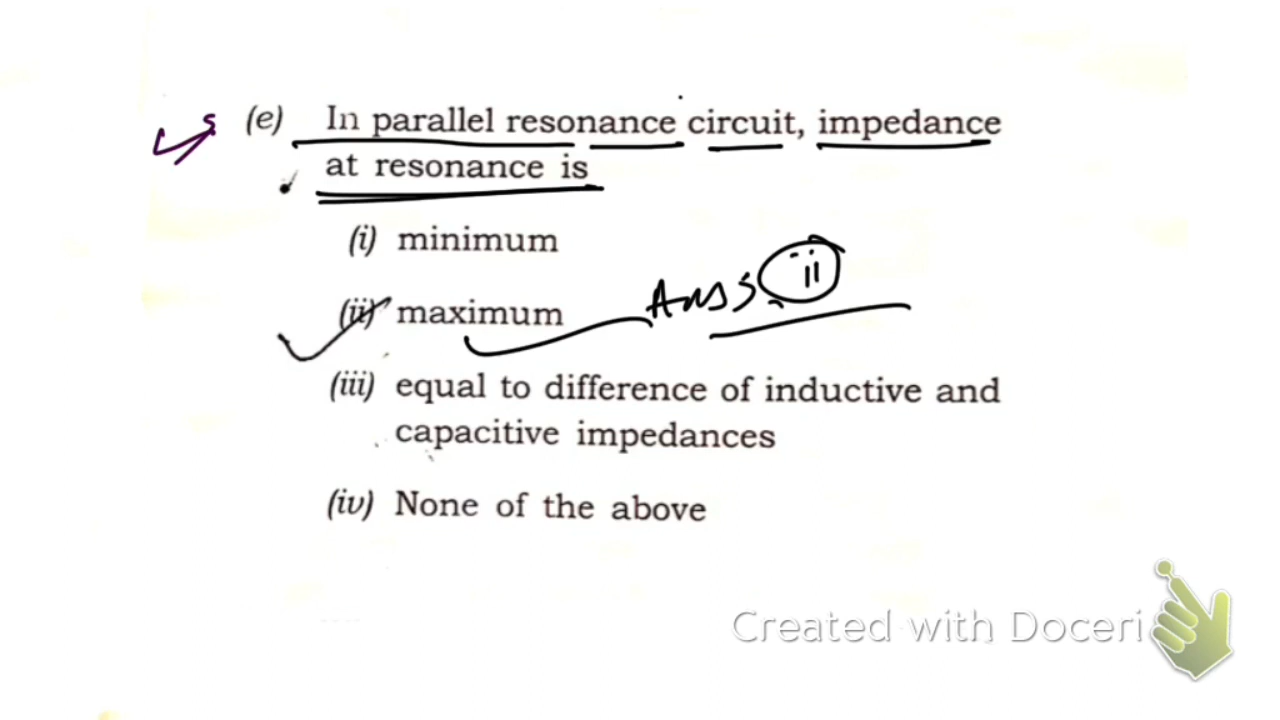 (e) In parallel resonance circuit, impedance
at resonance is
(i) minimum
(ii) maximum Ans ii
(iii) equal to difference of inductive and
capacitive impedances
(iv) None of the above
Created with Doceri